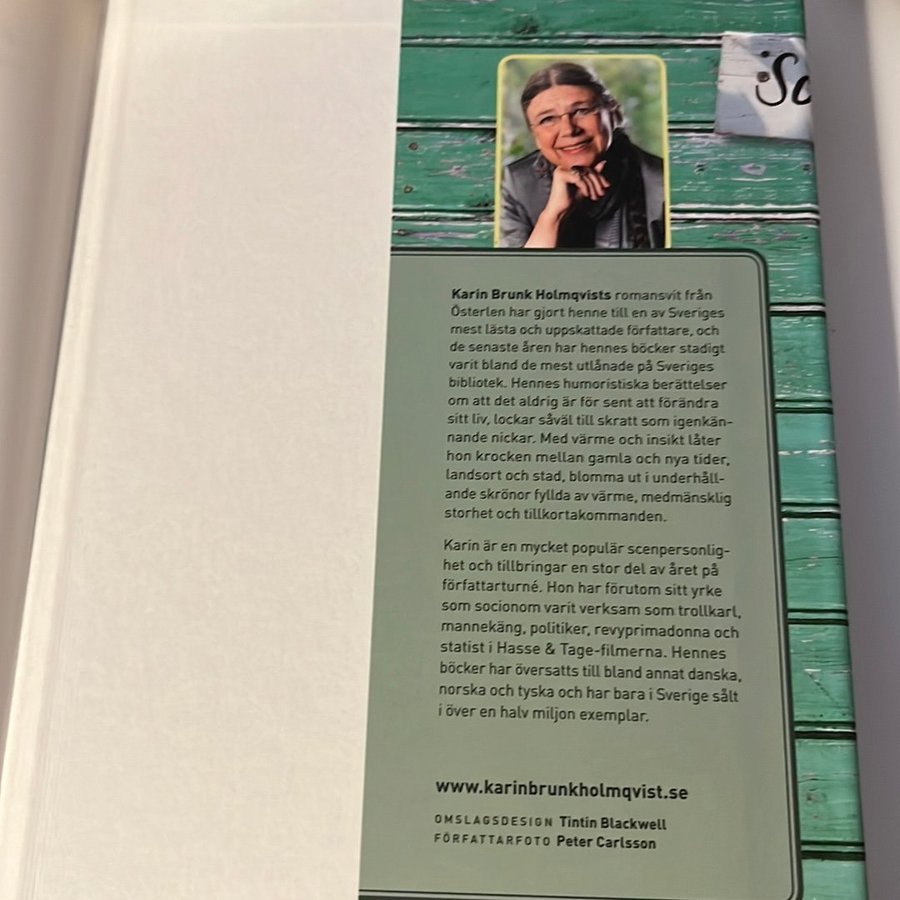 Sa
Karin Brunk Holmqvists romansvit från
Österlen har gjort henne till en av Sveriges
mest lästa och uppskattade författare, och
de senaste åren har hennes böcker stadigt
varit bland de mest utlånade på Sveriges
bibliotek. Hennes humoristiska berättelser
om att det aldrig är för sent att förändra
sitt liv, lockar såväl till skratt som igenkän-
nande nickar. Med värme och insikt låter
hon krocken mellan gamla och nya tider,
landsort och stad, blomma ut i underhåll-
ande skrönor fyllda av värme, medmänsklig
storhet och tillkortakommanden.
Karin är en mycket populär scenpersonlig-
het och tillbringar en stor del av året på
författarturné. Hon har förutom sitt yrke
som socionom varit verksam som trollkarl,
mannekäng, politiker, revyprimadonna och
statist i Hasse & Tage-filmerna. Hennes
böcker har översatts till bland annat danska,
norska och tyska och har bara i Sverige sålt
i över en halv miljon exemplar.
www.karinbrunkholmqvist.se
OMSLAGSDESIGN Tintin Blackwell
FÖRFATTARFOTO Peter Carlsson